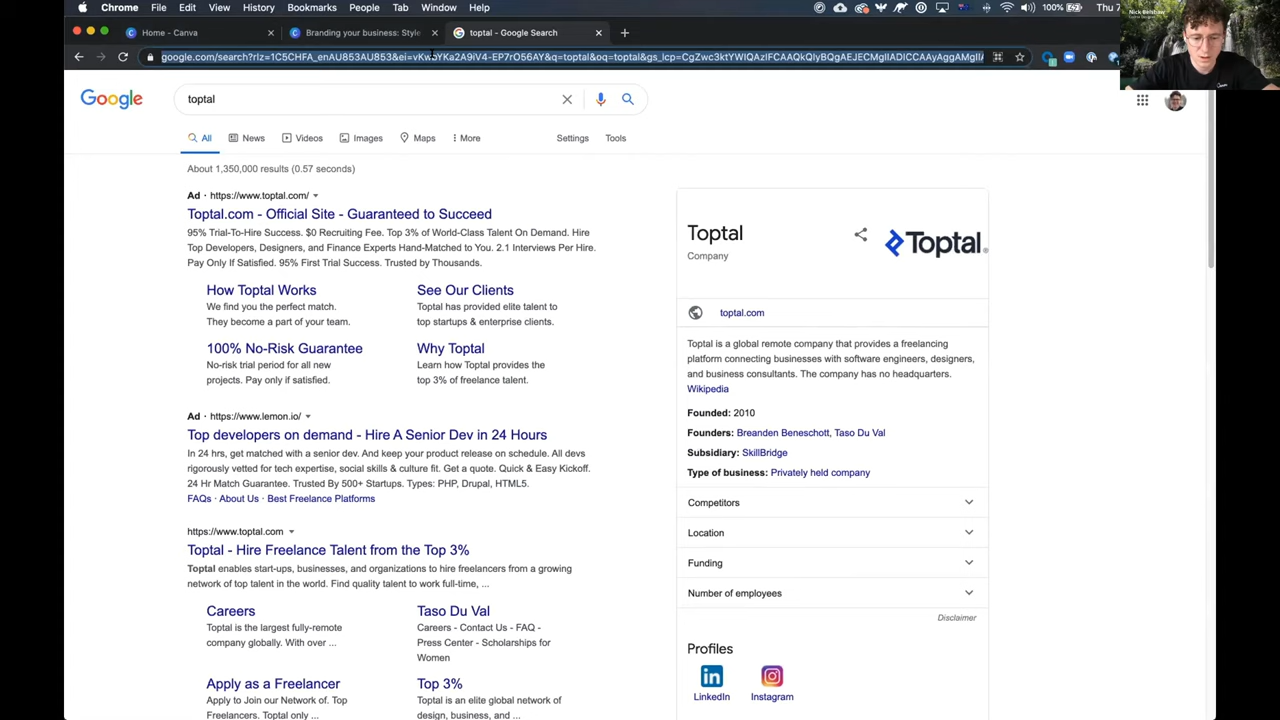 Chrome File Edit View History Bookmarks People Tab Window Help 100% Thu 7
Nick Belshaw
Home - Canva
Branding your business: Style
toptal - Google Search
google.com/search?rlz=1C5CHFA_enAU853AU853&ei=
Google
toptal
All News Videos Images Maps More Settings Tools
About 1,350,000 results (0.57 seconds)
Ad · https://www.toptal.com/
Toptal.com - Official Site - Guaranteed to Succeed
95% Trial-To-Hire Success. $0 Recruiting Fee. Top 3% of World-Class Talent On Demand. Hire
Top Developers, Designers, and Finance Experts Hand-Matched to You. 2.1 Interviews Per Hire.
Pay Only If Satisfied. 95% First Trial Success. Trusted by Thousands.
How Toptal Works
We find you the perfect match.
They become a part of your team.
See Our Clients
Toptal has provided elite talent to
top startups & enterprise clients.
100% No-Risk Guarantee
No-risk trial period for all new
projects. Pay only if satisfied.
Why Toptal
Learn how Toptal provides the
top 3% of freelance talent.
Ad · https://www.lemon.io/
Top developers on demand - Hire A Senior Dev in 24 Hours
In 24 hrs, get matched with a senior dev. And keep your product release on schedule. All devs
rigorously vetted for tech expertise, social skills & culture fit. Get a quote. Quick & Easy Kickoff.
24 Hr Match Guarantee. Trusted By 500+ Startups. Types: PHP, Drupal, HTML5.
FAQs · About Us · Best Freelance Platforms
https://www.toptal.com
Toptal - Hire Freelance Talent from the Top 3%
Toptal enables start-ups, businesses, and organizations to hire freelancers from a growing
network of top talent in the world. Find quality talent to work full-time, ...
Careers
Toptal is the largest fully-remote
company globally. With over ...
Taso Du Val
Careers - Contact Us - FAQ -
Press Center - Scholarships for
Women
Apply as a Freelancer
Apply to Join our Network of. Top
Freelancers. Toptal only ...
Top 3%
Toptal is an elite global network of
design, business, and ...
Toptal
Company
Toptal®
toptal.com
Toptal is a global remote company that provides a freelancing
platform connecting businesses with software engineers, designers,
and business consultants. The company has no headquarters.
Wikipedia
Founded: 2010
Founders: Breanden Beneschott, Taso Du Val
Subsidiary: SkillBridge
Type of business: Privately held company
Competitors
Location
Funding
Number of employees
Disclaimer
Profiles
LinkedIn
Instagram